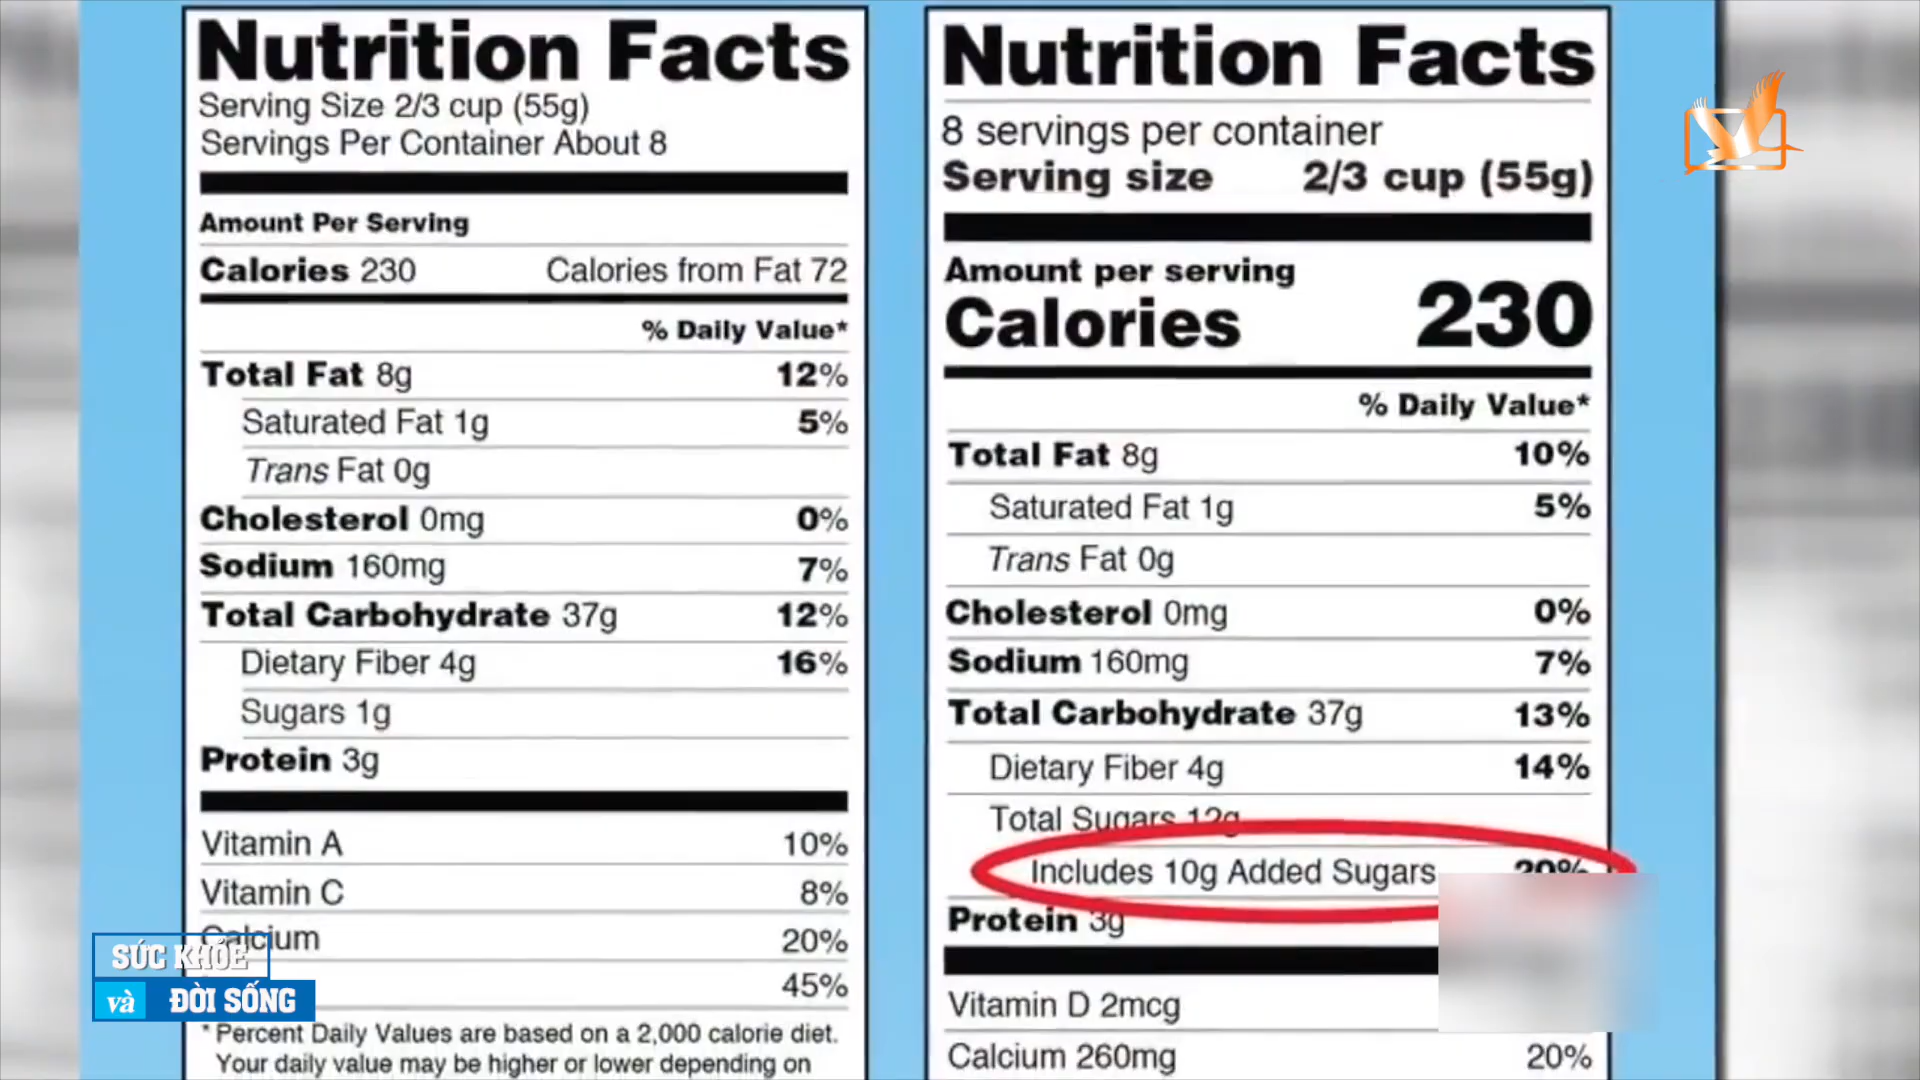 Nutrition Facts
Serving Size 2/3 cup (55g)
Servings Per Container About 8
Amount Per Serving
Calories 230 Calories from Fat 72
% Daily Value*
Total Fat 8g 12%
Saturated Fat 1g 5%
Trans Fat 0g
Cholesterol 0mg 0%
Sodium 160mg 7%
Total Carbohydrate 37g 12%
Dietary Fiber 4g 16%
Sugars 1g
Protein 3g
Vitamin A 10%
Vitamin C 8%
Calcium 20%
45%
* Percent Daily Values are based on a 2,000 calorie diet.
Your daily value may be higher or lower depending on
SỨC KHỎE
và ĐỜI SỐNG
Nutrition Facts
8 servings per container
Serving size 2/3 cup (55g)
Amount per serving
Calories 230
% Daily Value*
Total Fat 8g 10%
Saturated Fat 1g 5%
Trans Fat 0g
Cholesterol 0mg 0%
Sodium 160mg 7%
Total Carbohydrate 37g 13%
Dietary Fiber 4g 14%
Total Sugars 12g
Includes 10g Added Sugars 20%
Protein 3g
Vitamin D 2mcg
Calcium 260mg 20%